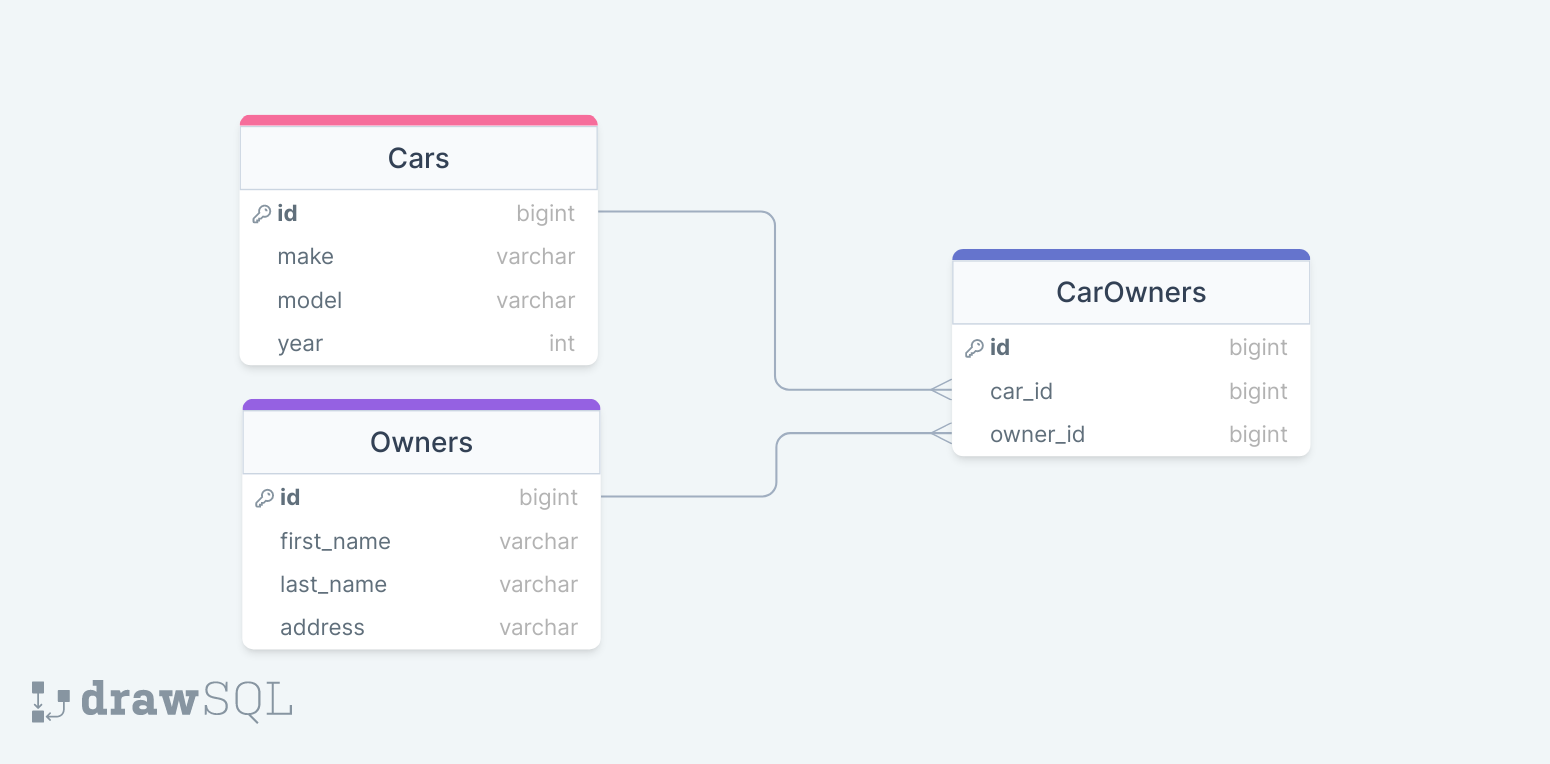 Cars
id bigint
make varchar
model varchar
year int
Owners
id bigint
first_name varchar
last_name varchar
address varchar
CarOwners
id bigint
car_id bigint
owner_id bigint
drawSQL